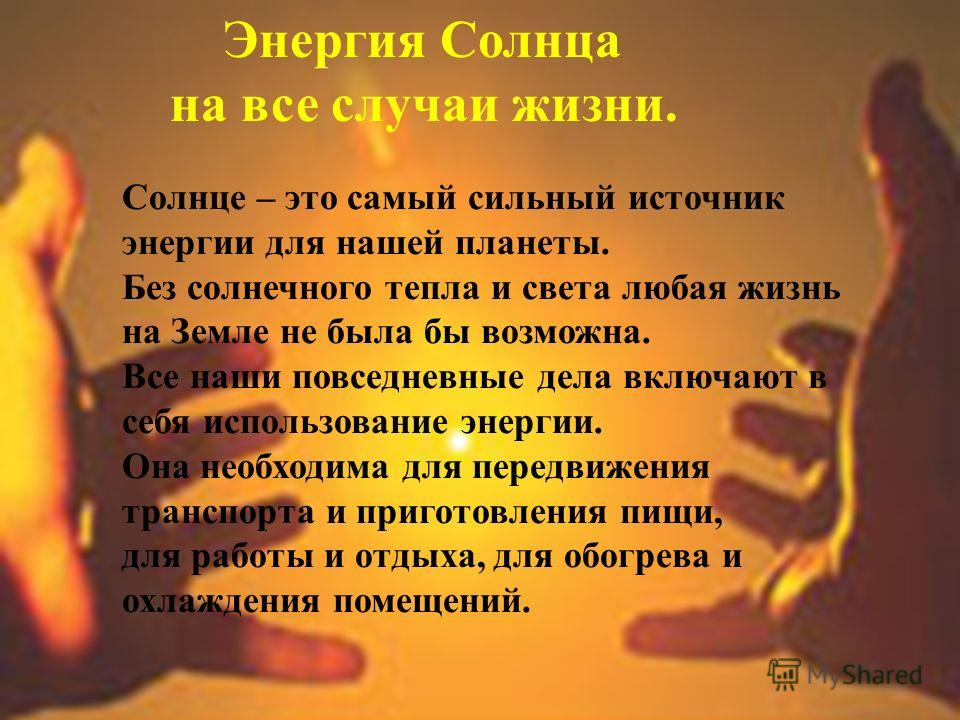 Энергия Солнца
на все случаи жизни.
Солнце – это самый сильный источник
энергии для нашей планеты.
Без солнечного тепла и света любая жизнь
на Земле не была бы возможна.
Все наши повседневные дела включают в
себя использование энергии.
Она необходима для передвижения
транспорта и приготовления пищи,
для работы и отдыха, для обогрева и
охлаждения помещений.
MyShared